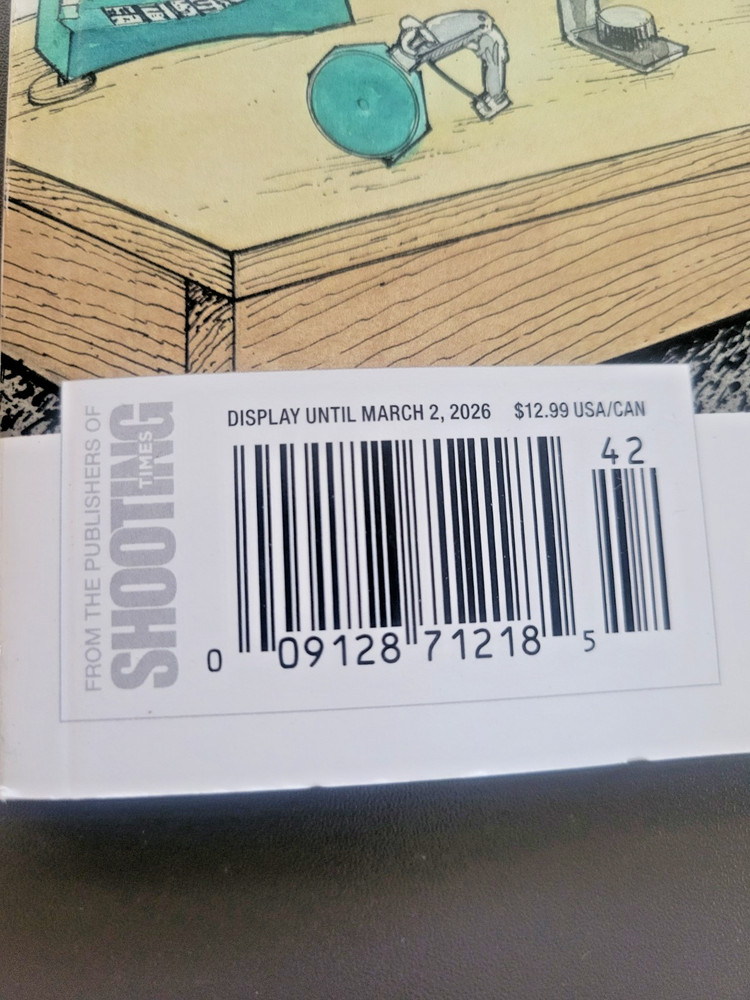 DISPLAY UNTIL MARCH 2, 2026 $12.99 USA/CAN
FROM THE PUBLISHERS OF
SHOOTING
TIMES
42
0 09128 71218 5